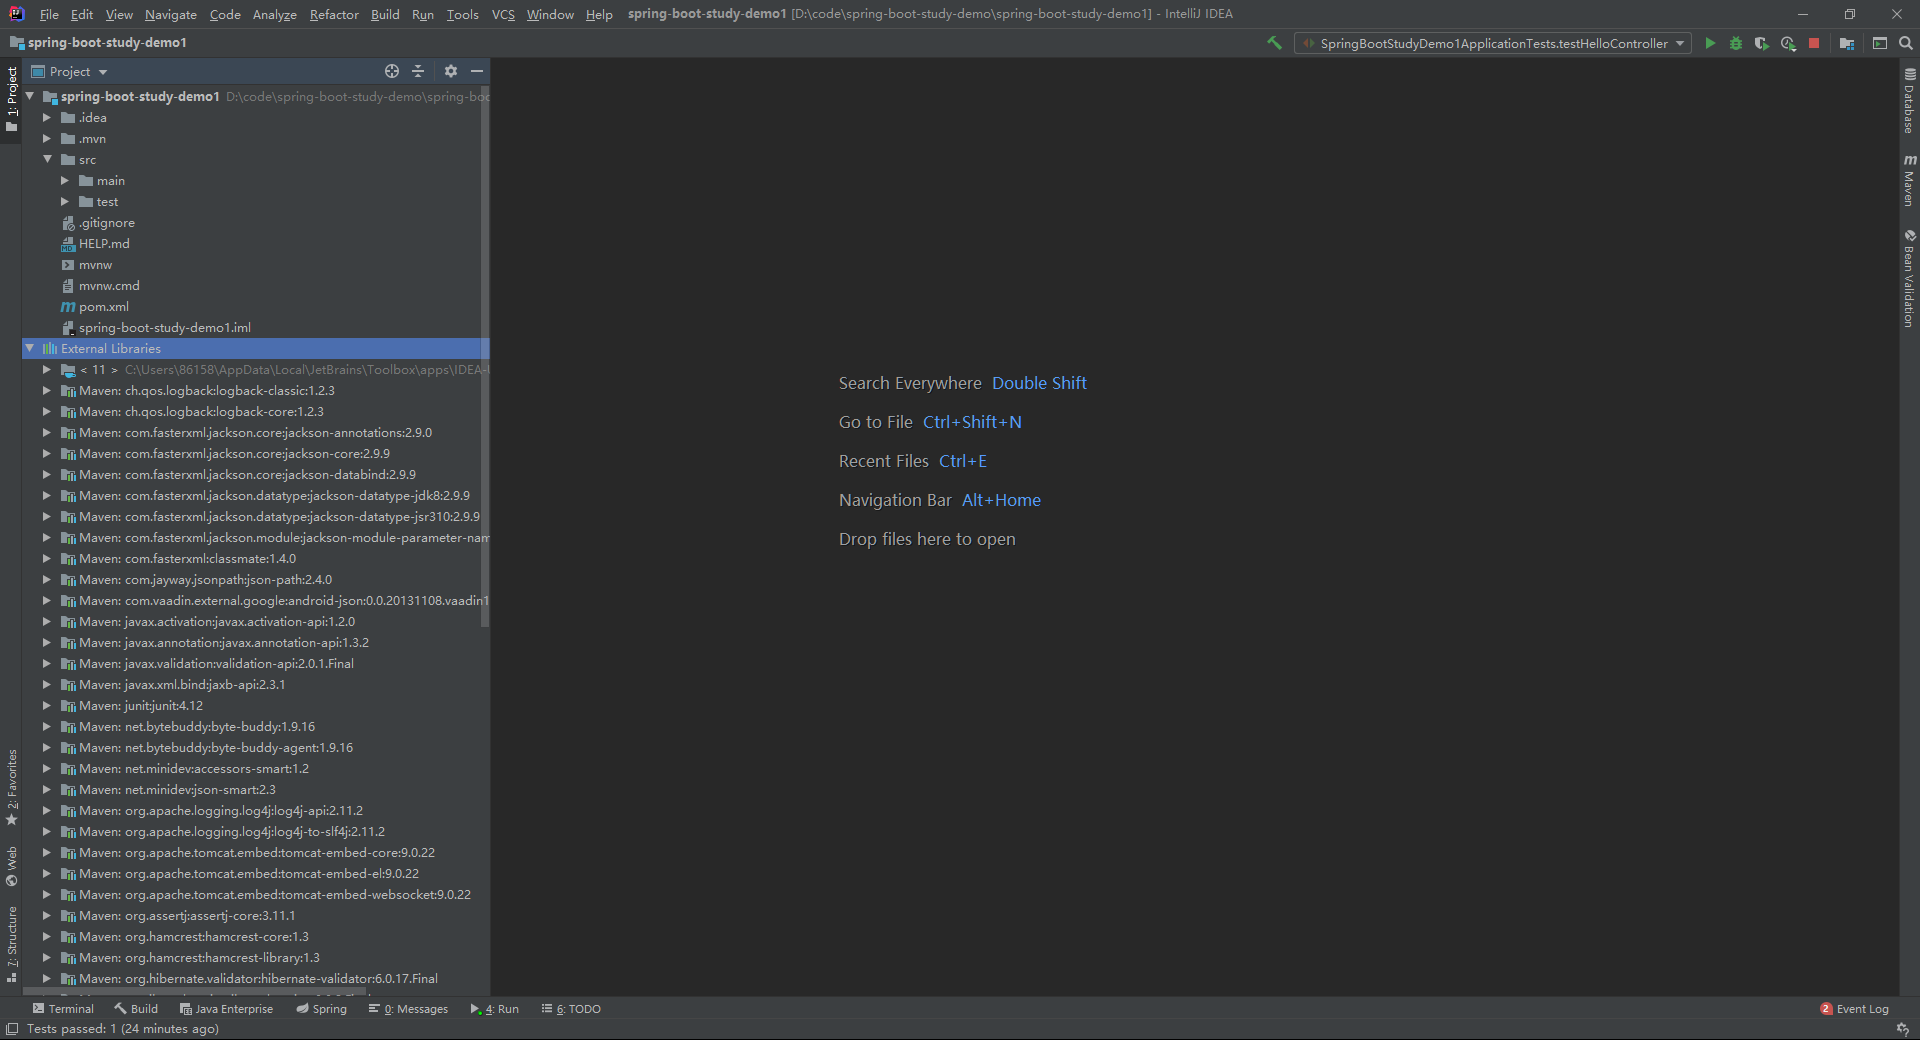 File Edit View Navigate Code Analyze Refactor Build Run Tools VCS Window Help spring-boot-study-demo1 [D:\code\spring-boot-study-demo\spring-boot-study-demo1] - IntelliJ IDEA
spring-boot-study-demo1
SpringBootStudyDemo1ApplicationTests.testHelloController
1: Project
Project
spring-boot-study-demo1 D:\code\spring-boot-study-demo\spring-boo
.idea
.mvn
src
main
test
.gitignore
HELP.md
mvnw
mvnw.cmd
pom.xml
spring-boot-study-demo1.iml
External Libraries
< 11 > C:\Users\86158\AppData\Local\JetBrains\Toolbox\apps\IDEA-U
Maven: ch.qos.logback:logback-classic:1.2.3
Maven: ch.qos.logback:logback-core:1.2.3
Maven: com.fasterxml.jackson.core:jackson-annotations:2.9.0
Maven: com.fasterxml.jackson.core:jackson-core:2.9.9
Maven: com.fasterxml.jackson.core:jackson-databind:2.9.9
Maven: com.fasterxml.jackson.datatype:jackson-datatype-jdk8:2.9.9
Maven: com.fasterxml.jackson.datatype:jackson-datatype-jsr310:2.9.9
Maven: com.fasterxml.jackson.module:jackson-module-parameter-nam
Maven: com.fasterxml:classmate:1.4.0
Maven: com.jayway.jsonpath:json-path:2.4.0
Maven: com.vaadin.external.google:android-json:0.0.20131108.vaadin1
Maven: javax.activation:javax.activation-api:1.2.0
Maven: javax.annotation:javax.annotation-api:1.3.2
Maven: javax.validation:validation-api:2.0.1.Final
Maven: javax.xml.bind:jaxb-api:2.3.1
Maven: junit:junit:4.12
Maven: net.bytebuddy:byte-buddy:1.9.16
Maven: net.bytebuddy:byte-buddy-agent:1.9.16
Maven: net.minidev:accessors-smart:1.2
Maven: net.minidev:json-smart:2.3
Maven: org.apache.logging.log4j:log4j-api:2.11.2
Maven: org.apache.logging.log4j:log4j-to-slf4j:2.11.2
Maven: org.apache.tomcat.embed:tomcat-embed-core:9.0.22
Maven: org.apache.tomcat.embed:tomcat-embed-el:9.0.22
Maven: org.apache.tomcat.embed:tomcat-embed-websocket:9.0.22
Maven: org.assertj:assertj-core:3.11.1
Maven: org.hamcrest:hamcrest-core:1.3
Maven: org.hamcrest:hamcrest-library:1.3
Maven: org.hibernate.validator:hibernate-validator:6.0.17.Final
2: Favorites
Web
7: Structure
Search Everywhere Double Shift
Go to File Ctrl+Shift+N
Recent Files Ctrl+E
Navigation Bar Alt+Home
Drop files here to open
Database
m Maven
Bean Validation
Terminal Build Java Enterprise Spring 0: Messages 4: Run 6: TODO 2 Event Log
Tests passed: 1 (24 minutes ago)